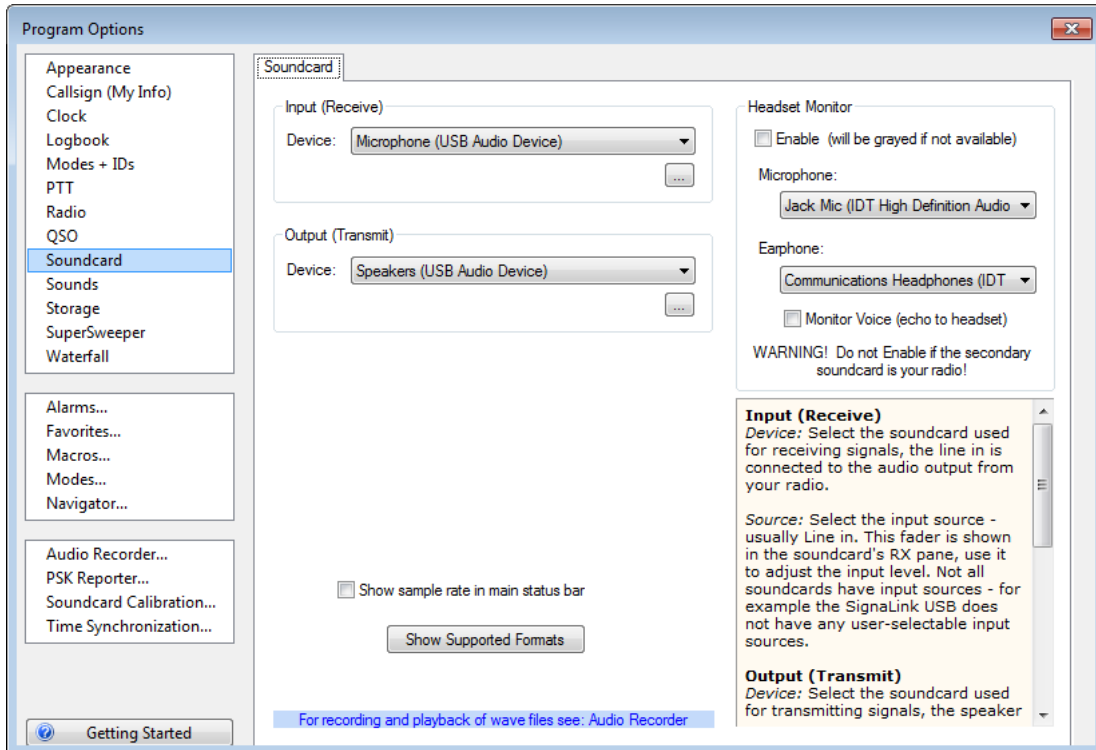 Program Options
Appearance
Callsign (My Info)
Clock
Logbook
Modes + IDs
PTT
Radio
QSO
Soundcard
Sounds
Storage
SuperSweeper
Waterfall
Alarms...
Favorites...
Macros...
Modes...
Navigator...
Audio Recorder...
PSK Reporter...
Soundcard Calibration...
Time Synchronization...
Getting Started
Soundcard
Input (Receive)
Device: Microphone (USB Audio Device)
...
Output (Transmit)
Device: Speakers (USB Audio Device)
...
Show sample rate in main status bar
Show Supported Formats
For recording and playback of wave files see: Audio Recorder
Headset Monitor
Enable (will be grayed if not available)
Microphone:
Jack Mic (IDT High Definition Audio
Earphone:
Communications Headphones (IDT
Monitor Voice (echo to headset)
WARNING! Do not Enable if the secondary
soundcard is your radio!
Input (Receive)
Device: Select the soundcard used
for receiving signals, the line in is
connected to the audio output from
your radio.
Source: Select the input source -
usually Line in. This fader is shown
in the soundcard's RX pane, use it
to adjust the input level. Not all
soundcards have input sources - for
example the SignaLink USB does
not have any user-selectable input
sources.
Output (Transmit)
Device: Select the soundcard used
for transmitting signals, the speaker